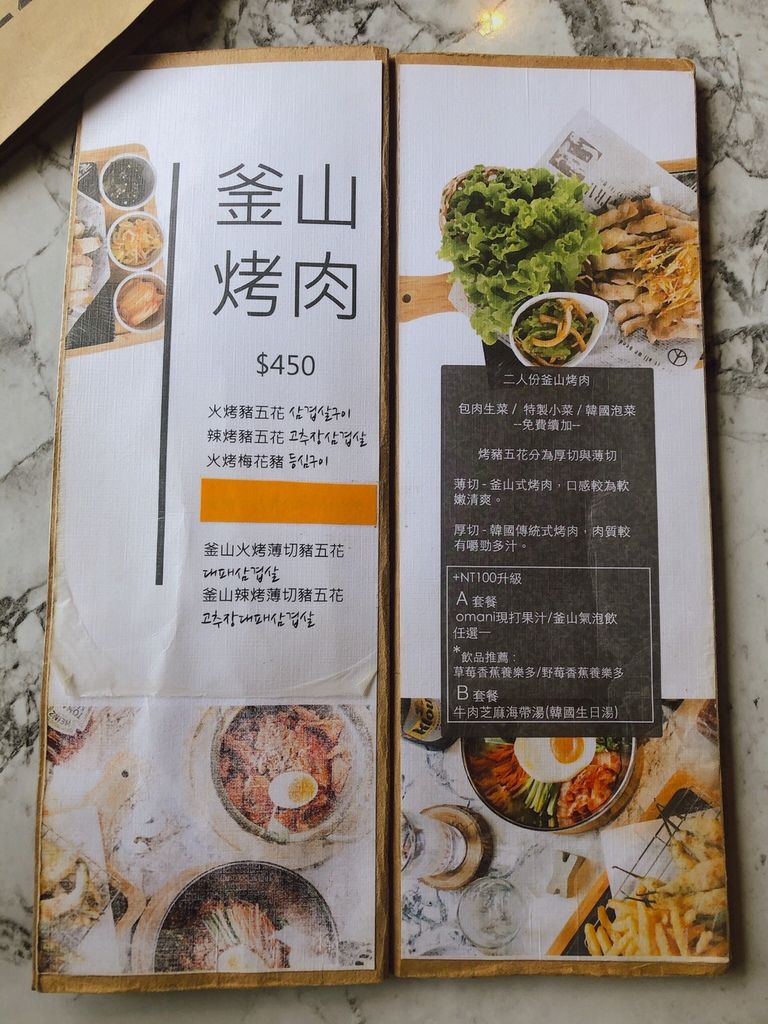 釜山
烤肉
$450
火烤豬五花 삼겹살구이
辣烤豬五花 고추장삼겹살
火烤梅花豬 등심구이
釜山火烤薄切豬五花
대패삼겹살
釜山辣烤薄切豬五花
고추장대패삼겹살
二人份釜山烤肉
包肉生菜 / 特製小菜 / 韓國泡菜
--免費續加--
烤豬五花分為厚切與薄切
薄切 - 釜山式烤肉，口感較為軟
嫩清爽。
厚切 - 韓國傳統式烤肉，肉質較
有嚼勁多汁。
+NT100升級
A 套餐
omani現打果汁/釜山氣泡飲
任選一
*飲品推薦：
草莓香蕉養樂多/野莓香蕉養樂多
B 套餐
牛肉芝麻海帶湯(韓國生日湯)
HEINZ